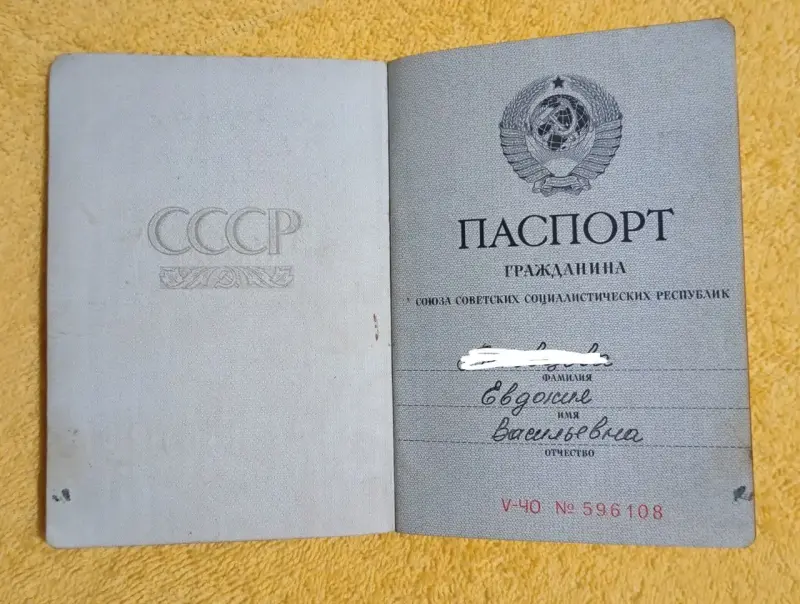 СССР
ПАСПОРТ
ГРАЖДАНИНА
СОЮЗА СОВЕТСКИХ СОЦИАЛИСТИЧЕСКИХ РЕСПУБЛИК
ФАМИЛИЯ
Евдокия
ИМЯ
Васильевна
ОТЧЕСТВО
V-ЧО № 596108